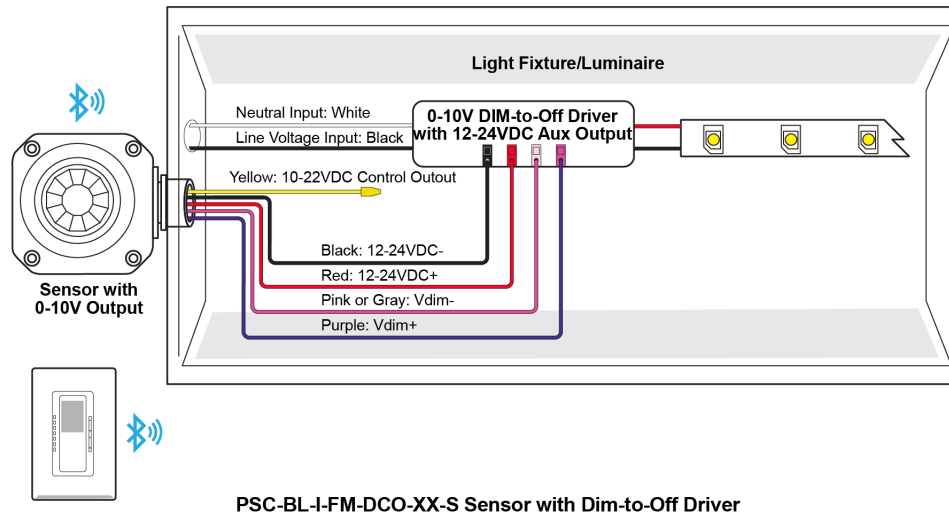 Light Fixture/Luminaire
Neutral Input: White
Line Voltage Input: Black
0-10V DIM-to-Off Driver
with 12-24VDC Aux Output
Yellow: 10-22VDC Control Outout
Black: 12-24VDC-
Red: 12-24VDC+
Pink or Gray: Vdim-
Purple: Vdim+
Sensor with
0-10V Output
PSC-BL-I-FM-DCO-XX-S Sensor with Dim-to-Off Driver